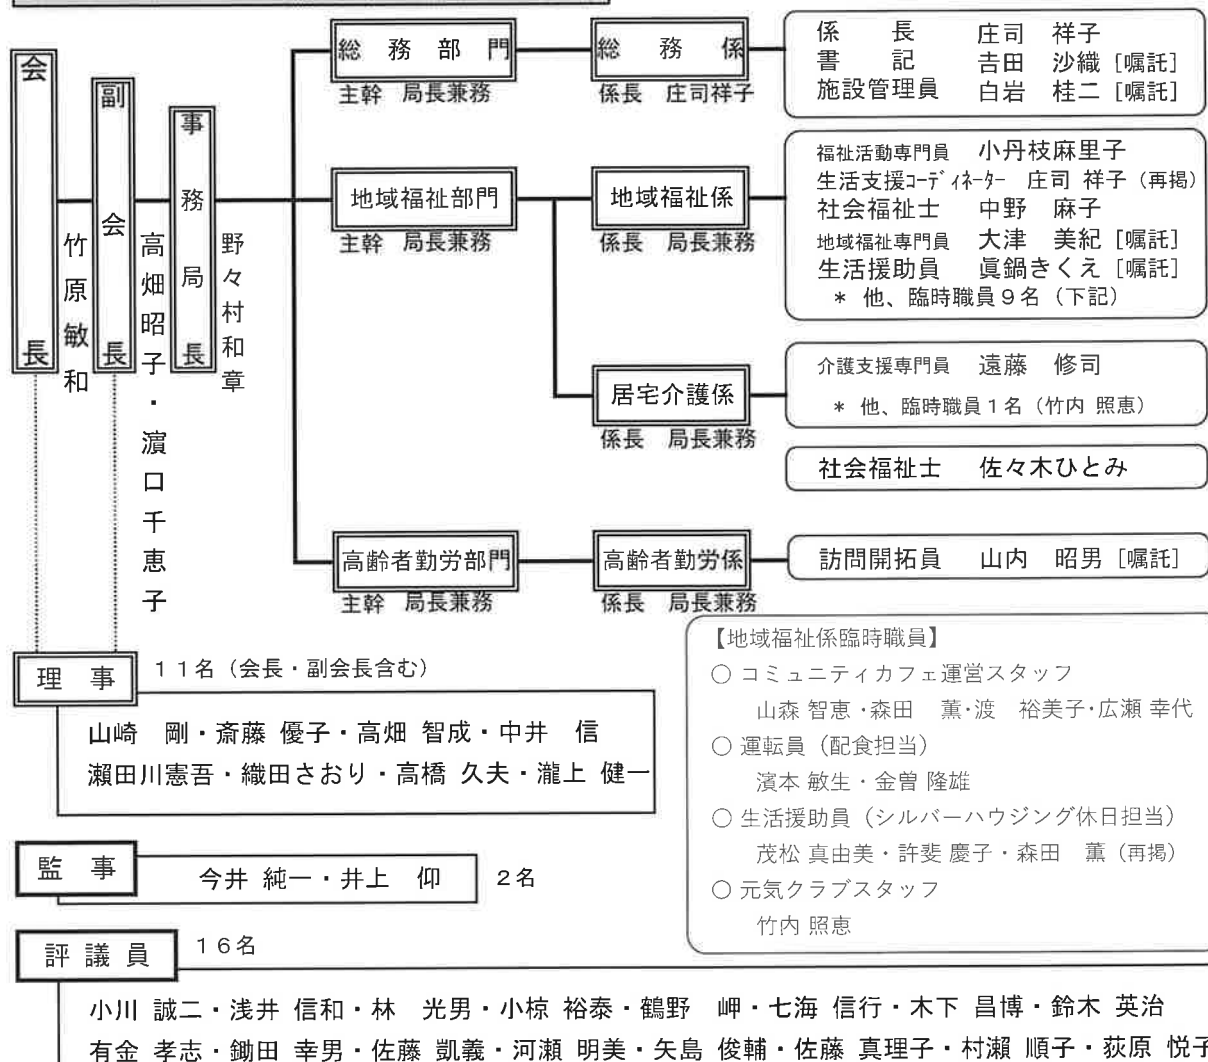 会長
竹原敏和
副会長
高畑昭子・濵口千恵子
事務局長
野々村和章
総務部門
主幹 局長兼務
総務係
係長 庄司祥子
係長 庄司 祥子
書記 吉田 沙織 [嘱託]
施設管理員 白岩 桂二 [嘱託]
地域福祉部門
主幹 局長兼務
地域福祉係
係長 局長兼務
福祉活動専門員 小丹枝麻里子
生活支援コーディネーター 庄司 祥子(再掲)
社会福祉士 中野 麻子
地域福祉専門員 大津 美紀 [嘱託]
生活援助員 眞鍋きくえ [嘱託]
* 他、臨時職員9名(下記)
居宅介護係
係長 局長兼務
介護支援専門員 遠藤 修司
* 他、臨時職員1名(竹内 照恵)
社会福祉士 佐々木ひとみ
高齢者勤労部門
主幹 局長兼務
高齢者勤労係
係長 局長兼務
訪問開拓員 山内 昭男 [嘱託]
理事
11名(会長・副会長含む)
山崎 剛・斎藤 優子・高畑 智成・中井 信
瀨田川憲吾・織田さおり・高橋 久夫・瀧上 健一
監事
今井 純一・井上 仰
2名
【地域福祉係臨時職員】
○ コミュニティカフェ運営スタッフ
山森 智恵・森田 薫・渡 裕美子・広瀬 幸代
○ 運転員(配食担当)
濱本 敏生・金曽 隆雄
○ 生活援助員(シルバーハウジング休日担当)
茂松 真由美・許斐 慶子・森田 薫(再掲)
○ 元気クラブスタッフ
竹内 照恵
評議員
16名
小川 誠二・浅井 信和・林 光男・小椋 裕泰・鶴野 岬・七海 信行・木下 昌博・鈴木 英治
有金 孝志・鋤田 幸男・佐藤 凱義・河瀬 明美・矢島 俊輔・佐藤 真理子・村瀬 順子・荻原 悦子